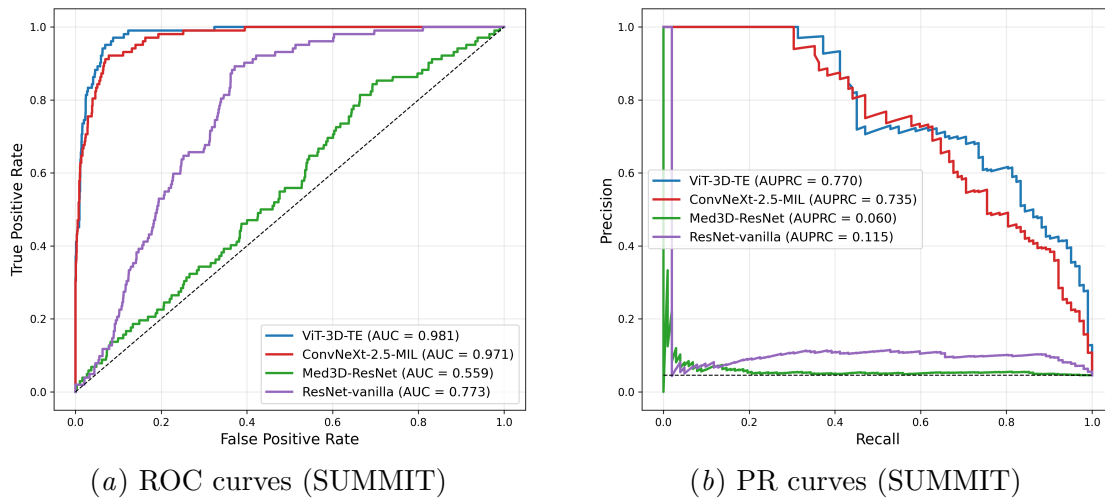 True Positive Rate
1.0
0.8
0.6
0.4
0.2
0.0
ViT-3D-TE (AUC = 0.981)
ConvNeXt-2.5-MIL (AUC = 0.971)
Med3D-ResNet (AUC = 0.559)
ResNet-vanilla (AUC = 0.773)
0.0 0.2 0.4 0.6 0.8 1.0
False Positive Rate
(a) ROC curves (SUMMIT)
Precision
1.0
0.8
0.6
0.4
0.2
0.0
ViT-3D-TE (AUPRC = 0.770)
ConvNeXt-2.5-MIL (AUPRC = 0.735)
Med3D-ResNet (AUPRC = 0.060)
ResNet-vanilla (AUPRC = 0.115)
0.0 0.2 0.4 0.6 0.8 1.0
Recall
(b) PR curves (SUMMIT)